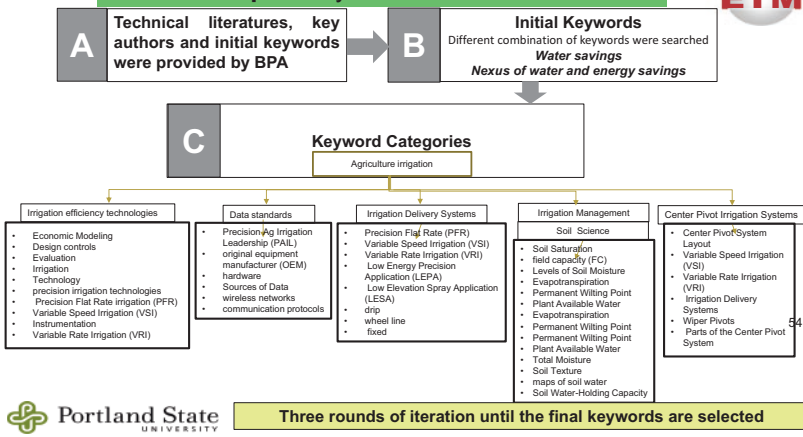 ETM
A
Technical literatures, key
authors and initial keywords
were provided by BPA
B
Initial Keywords
Different combination of keywords were searched
Water savings
Nexus of water and energy savings
C
Keyword Categories
Agriculture irrigation
Irrigation efficiency technologies
• Economic Modeling
• Design controls
• Evaluation
• Irrigation
• Technology
• precision irrigation technologies
• Precision Flat Rate irrigation (PFR)
• Variable Speed Irrigation (VSI)
• Instrumentation
• Variable Rate Irrigation (VRI)
Data standards
• Precision Ag Irrigation
Leadership (PAIL)
• original equipment
manufacturer (OEM)
• hardware
• Sources of Data
• wireless networks
• communication protocols
Irrigation Delivery Systems
• Precision Flat Rate (PFR)
• Variable Speed Irrigation (VSI)
• Variable Rate Irrigation (VRI)
• Low Energy Precision
Application (LEPA)
• Low Elevation Spray Application
(LESA)
• drip
• wheel line
• fixed
Irrigation Management
Soil Science
• Soil Saturation
• field capacity (FC)
• Levels of Soil Moisture
• Evapotranspiration
• Permanent Wilting Point
• Plant Available Water
• Evapotranspiration
• Permanent Wilting Point
• Permanent Wilting Point
• Plant Available Water
• Total Moisture
• Soil Texture
• maps of soil water
• Soil Water-Holding Capacity
Center Pivot Irrigation Systems
• Center Pivot System
Layout
• Variable Speed Irrigation
(VSI)
• Variable Rate Irrigation
(VRI)
• Irrigation Delivery
Systems
• Wiper Pivots
• Parts of the Center Pivot
System
54
Portland State
UNIVERSITY
Three rounds of iteration until the final keywords are selected